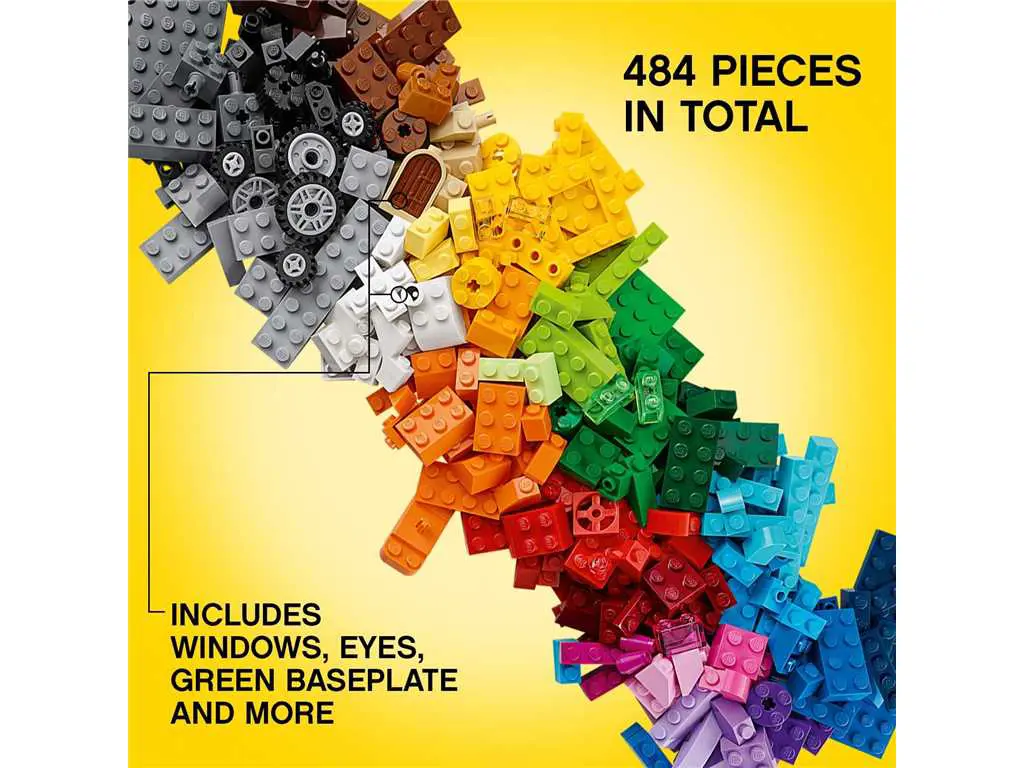 484 PIECES
IN TOTAL
INCLUDES
WINDOWS, EYES,
GREEN BASEPLATE
AND MORE